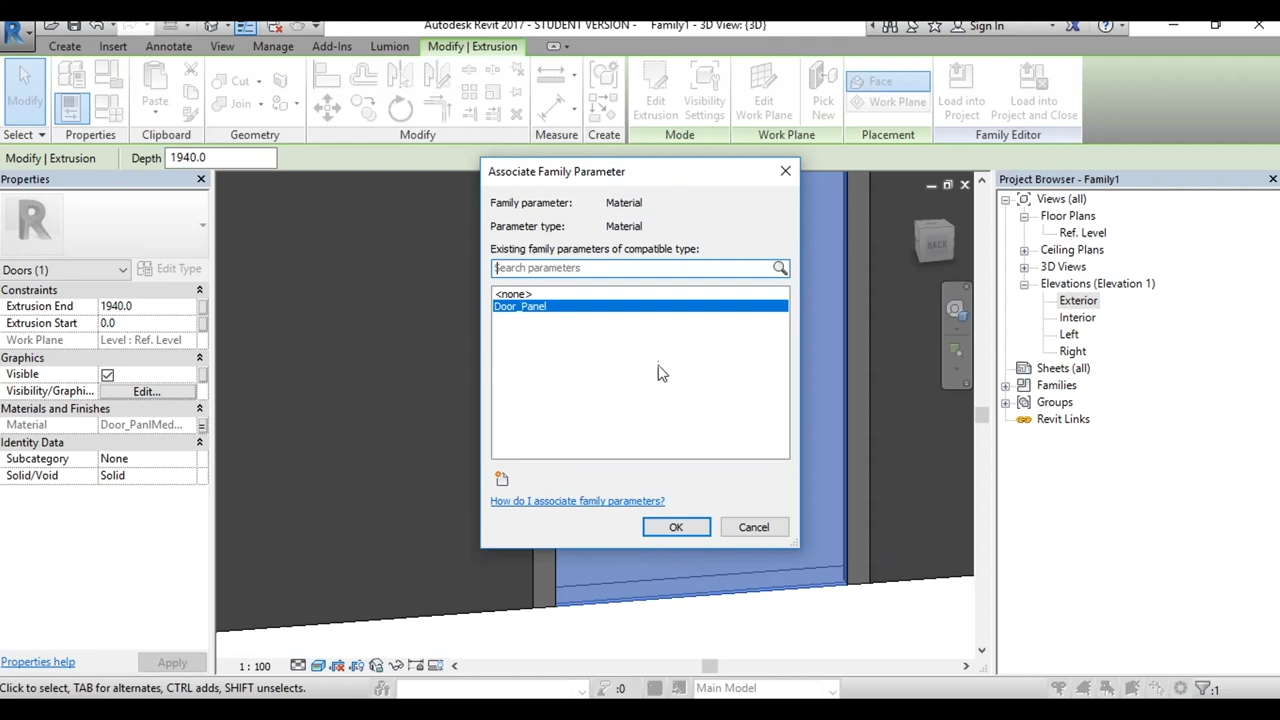 Autodesk Revit 2017 - STUDENT VERSION - Family1 - 3D View: {3D}
Sign In
Create Insert Annotate View Manage Add-Ins Lumion Modify | Extrusion
Modify
Paste
Cut
Join
Edit Extrusion
Visibility Settings
Edit Work Plane
Pick New
Face
Work Plane
Load into Project
Load into Project and Close
Select Properties Clipboard Geometry Modify Measure Create Mode Work Plane Placement Family Editor
Modify | Extrusion Depth 1940.0
Properties
R
Doors (1) Edit Type
Constraints
Extrusion End 1940.0
Extrusion Start 0.0
Work Plane Level : Ref. Level
Graphics
Visible
Visibility/Graphi... Edit...
Materials and Finishes
Material Door_PanlMed...
Identity Data
Subcategory None
Solid/Void Solid
Properties help Apply
Associate Family Parameter
Family parameter: Material
Parameter type: Material
Existing family parameters of compatible type:
Search parameters
<none>
Door_Panel
How do I associate family parameters?
OK Cancel
BACK
Project Browser - Family1
Views (all)
Floor Plans
Ref. Level
Ceiling Plans
3D Views
Elevations (Elevation 1)
Exterior
Interior
Left
Right
Sheets (all)
Families
Groups
Revit Links
1 : 100
Click to select, TAB for alternates, CTRL adds, SHIFT unselects. :0 Main Model :1